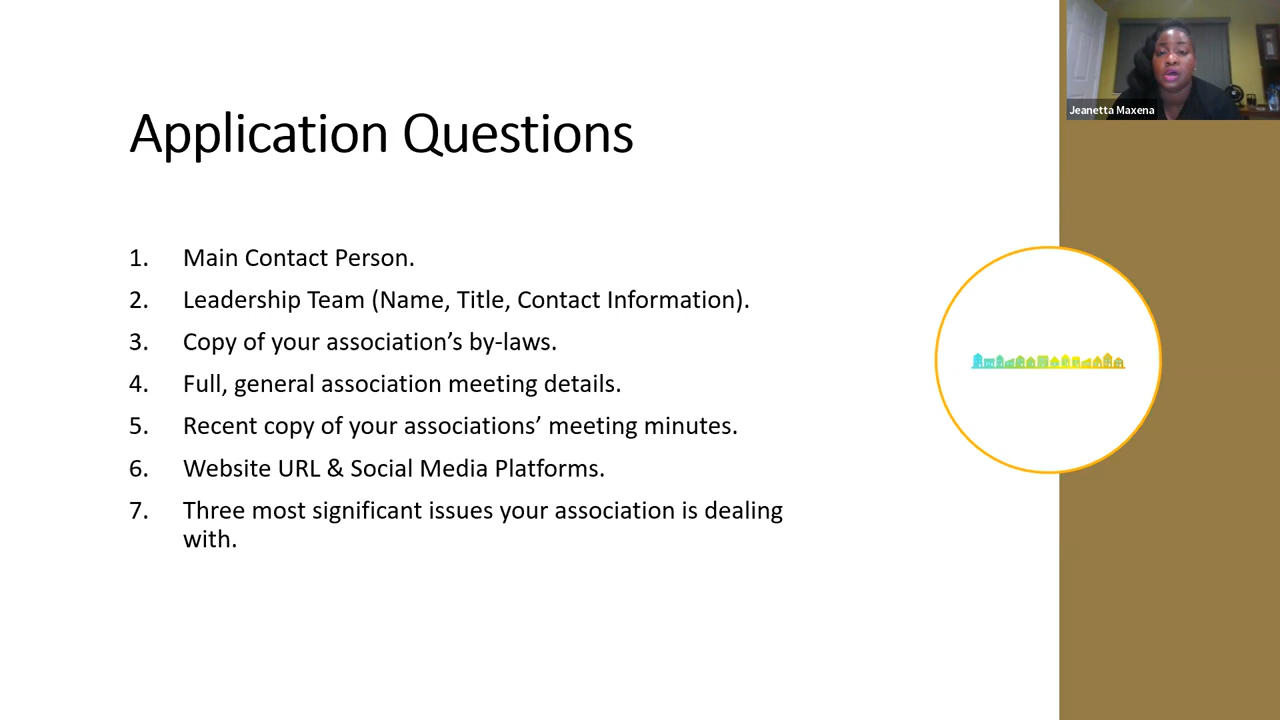 Application Questions
1. Main Contact Person.
2. Leadership Team (Name, Title, Contact Information).
3. Copy of your association’s by-laws.
4. Full, general association meeting details.
5. Recent copy of your associations’ meeting minutes.
6. Website URL & Social Media Platforms.
7. Three most significant issues your association is dealing
with.
Jeanetta Maxena